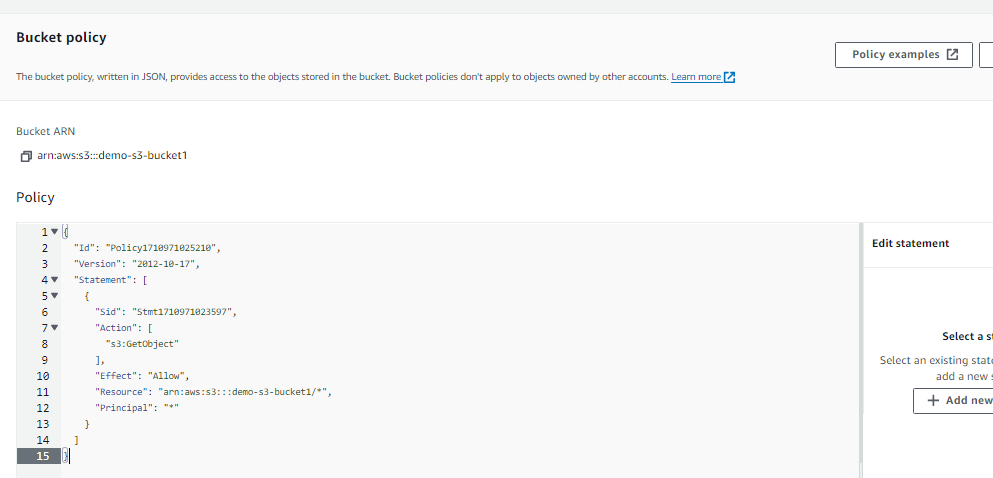 Bucket policy
Policy examples
The bucket policy, written in JSON, provides access to the objects stored in the bucket. Bucket policies don't apply to objects owned by other accounts. Learn more
Bucket ARN
arn:aws:s3:::demo-s3-bucket1
Policy
1 {
2 "Id": "Policy1710971025210",
3 "Version": "2012-10-17",
4 "Statement": [
5 {
6 "Sid": "Stmt1710971023597",
7 "Action": [
8 "s3:GetObject"
9 ],
10 "Effect": "Allow",
11 "Resource": "arn:aws:s3:::demo-s3-bucket1/*",
12 "Principal": "*"
13 }
14 ]
15 }
Edit statement
Select a st
Select an existing state
add a new s
+ Add new